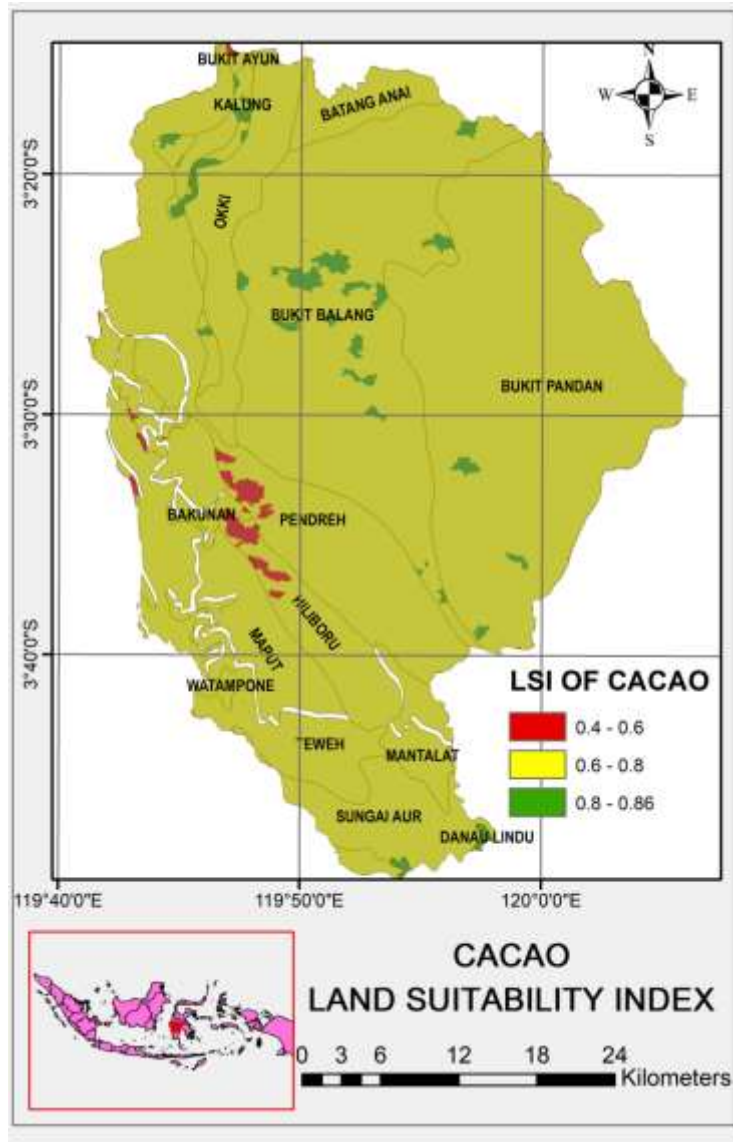 N
W E
S
BUKIT AYUN
KALUNG
BATANG ANAI
OKKI
BUKIT BALANG
BUKIT PANDAN
BAKUNAN
PENDREH
HILIBORU
MAPUT
WATAMPONE
TEWEH
MANTALAT
SUNGAI AUR
DANAU LINDU
3°20'0"S
3°30'0"S
3°40'0"S
LSI OF CACAO
0.4 - 0.6
0.6 - 0.8
0.8 - 0.86
119°40'0"E 119°50'0"E 120°0'0"E
CACAO
LAND SUITABILITY INDEX
0 3 6 12 18 24
Kilometers